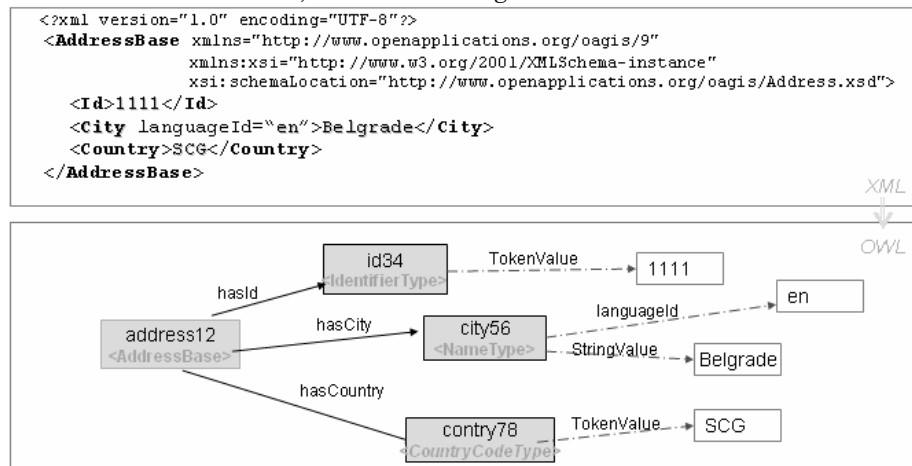 <?xml version="1.0" encoding="UTF-8"?>
<AddressBase xmlns="http://www.openapplications.org/oagis/9"
xmlns:xsi="http://www.w3.org/2001/XMLSchema-instance"
xsi:schemaLocation="http://www.openapplications.org/oagis/Address.xsd">
<Id>1111</Id>
<City languageId=“en”>Belgrade</City>
<Country>SCG</Country>
</AddressBase>
XML
OWL
id34
<IdentifierType>
TokenValue
1111
hasId
en
languageId
address12
<AddressBase>
hasCity
city56
<NameType>
StringValue
Belgrade
hasCountry
contry78
<CountryCodeType>
TokenValue
SCG